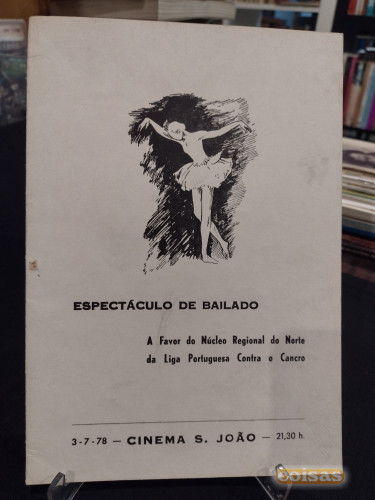 ESPECTÁCULO DE BAILADO
A Favor do Núcleo Regional do Norte
da Liga Portuguesa Contra o Cancro
3-7-78 — CINEMA S. JOÃO — 21,30 h.
coisas